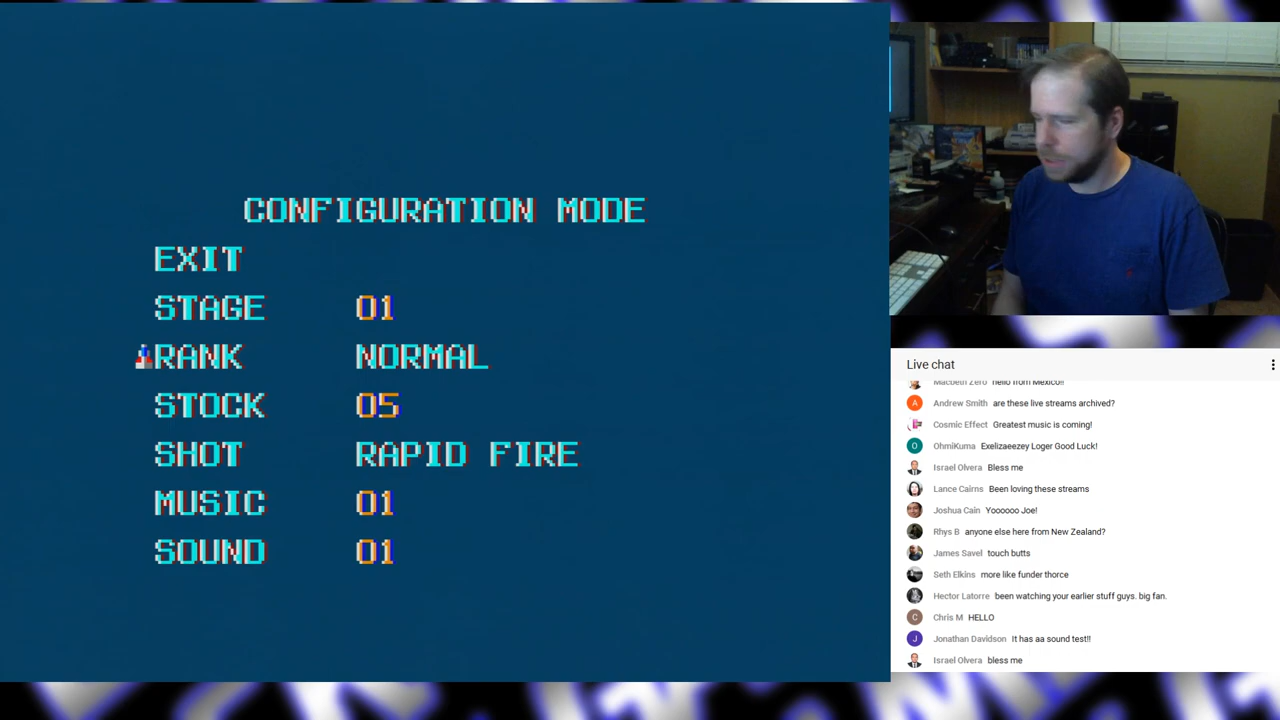 CONFIGURATION MODE
EXIT
STAGE 01
RANK NORMAL
STOCK 05
SHOT RAPID FIRE
MUSIC 01
SOUND 01
Live chat
Macbeth Zero hello from Mexico!!
A Andrew Smith are these live streams archived?
Cosmic Effect Greatest music is coming!
O OhmiKuma Exelizaeezey Loger Good Luck!
Israel Olvera Bless me
Lance Cairns Been loving these streams
Joshua Cain Yoooooo Joe!
Rhys B anyone else here from New Zealand?
James Savel touch butts
Seth Elkins more like funder thorce
Hector Latorre been watching your earlier stuff guys. big fan.
C Chris M HELLO
J Jonathan Davidson It has aa sound test!!
Israel Olvera bless me